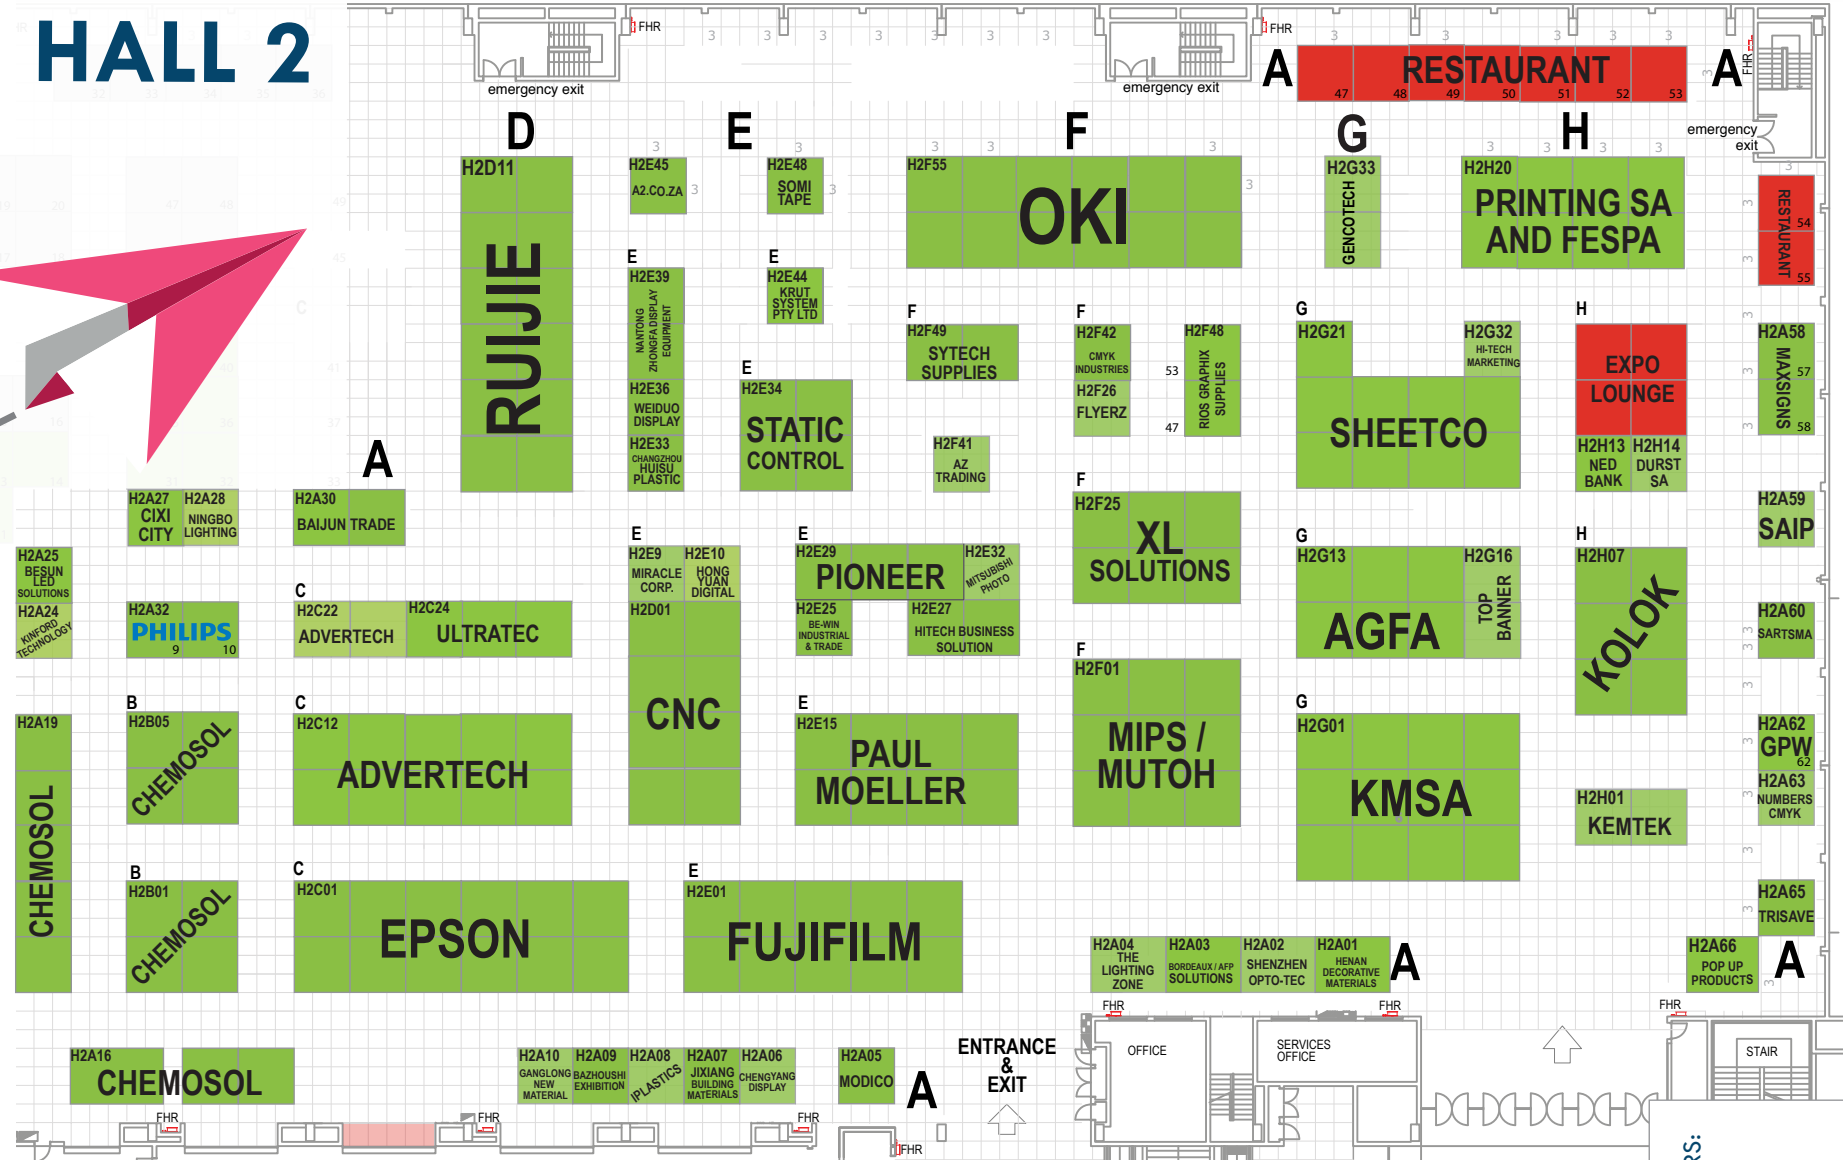 HALL 2
FHR
FHR
FHR
emergency exit
emergency exit
emergency
exit
A
RESTAURANT
47 48 49 50 51 52 53
A
D
E
F
G
H
H2D11
RUIJIE
H2E45
A2.CO.ZA
H2E48
SOMI
TAPE
H2F55
OKI
H2G33
GENCOTECH
H2H20
PRINTING SA
AND FESPA
RESTAURANT
54
55
E
H2E39
NANTONG
ZHONGFA DISPLAY
EQUIPMENT
E
H2E44
KRUT
SYSTEM
PTY LTD
H2E36
WEIDUO
DISPLAY
H2E33
CHANGZHOU
HUISU
PLASTIC
E
H2E34
STATIC
CONTROL
F
H2F49
SYTECH
SUPPLIES
F
H2F42
CMYK
INDUSTRIES
H2F26
FLYERZ
53
47
H2F48
RIOS GRAPHIX
SUPPLIES
H2F41
AZ
TRADING
G
H2G21
SHEETCO
H2G32
HI-TECH
MARKETING
H
EXPO
LOUNGE
H2H13
NED
BANK
H2H14
DURST
SA
H2A58
MAXSIGNS
57
58
H2A59
SAIP
A
H2A27
CIXI
CITY
H2A28
NINGBO
LIGHTING
H2A30
BAIJUN TRADE
H2A25
BESUN
LED
SOLUTIONS
H2A24
KINFORD
TECHNOLOGY
H2A32
PHILIPS
9 10
C
H2C22
ADVERTECH
H2C24
ULTRATEC
E
H2E9
MIRACLE
CORP.
H2E10
HONG
YUAN
DIGITAL
H2D01
CNC
E
H2E29
PIONEER
H2E32
MITSUBISHI
PHOTO
H2E25
BE-WIN
INDUSTRIAL
& TRADE
H2E27
HITECH BUSINESS
SOLUTION
F
H2F25
XL
SOLUTIONS
G
H2G13
AGFA
H2G16
TOP
BANNER
H
H2H07
KOLOK
H2A60
SARTSMA
H2A19
CHEMOSOL
B
H2B05
CHEMOSOL
C
H2C12
ADVERTECH
E
H2E15
PAUL
MOELLER
F
H2F01
MIPS /
MUTOH
G
H2G01
KMSA
H2H01
KEMTEK
H2A62
GPW
62
H2A63
NUMBERS
CMYK
B
H2B01
CHEMOSOL
C
H2C01
EPSON
E
H2E01
FUJIFILM
H2A65
TRISAVE
H2A04
THE
LIGHTING
ZONE
H2A03
BORDEAUX / AFP
SOLUTIONS
H2A02
SHENZHEN
OPTO-TEC
H2A01
HENAN
DECORATIVE
MATERIALS
A
H2A66
POP UP
PRODUCTS
A
FHR
FHR
FHR
H2A16
CHEMOSOL
H2A10
GANGLONG
NEW
MATERIAL
H2A09
BAZHOUSHI
EXHIBITION
H2A08
IPLASTICS
H2A07
JIXIANG
BUILDING
MATERIALS
H2A06
CHENGYANG
DISPLAY
H2A05
MODICO
A
ENTRANCE
&
EXIT
OFFICE
SERVICES
OFFICE
STAIR
FHR
FHR
FHR
FHR
RS: